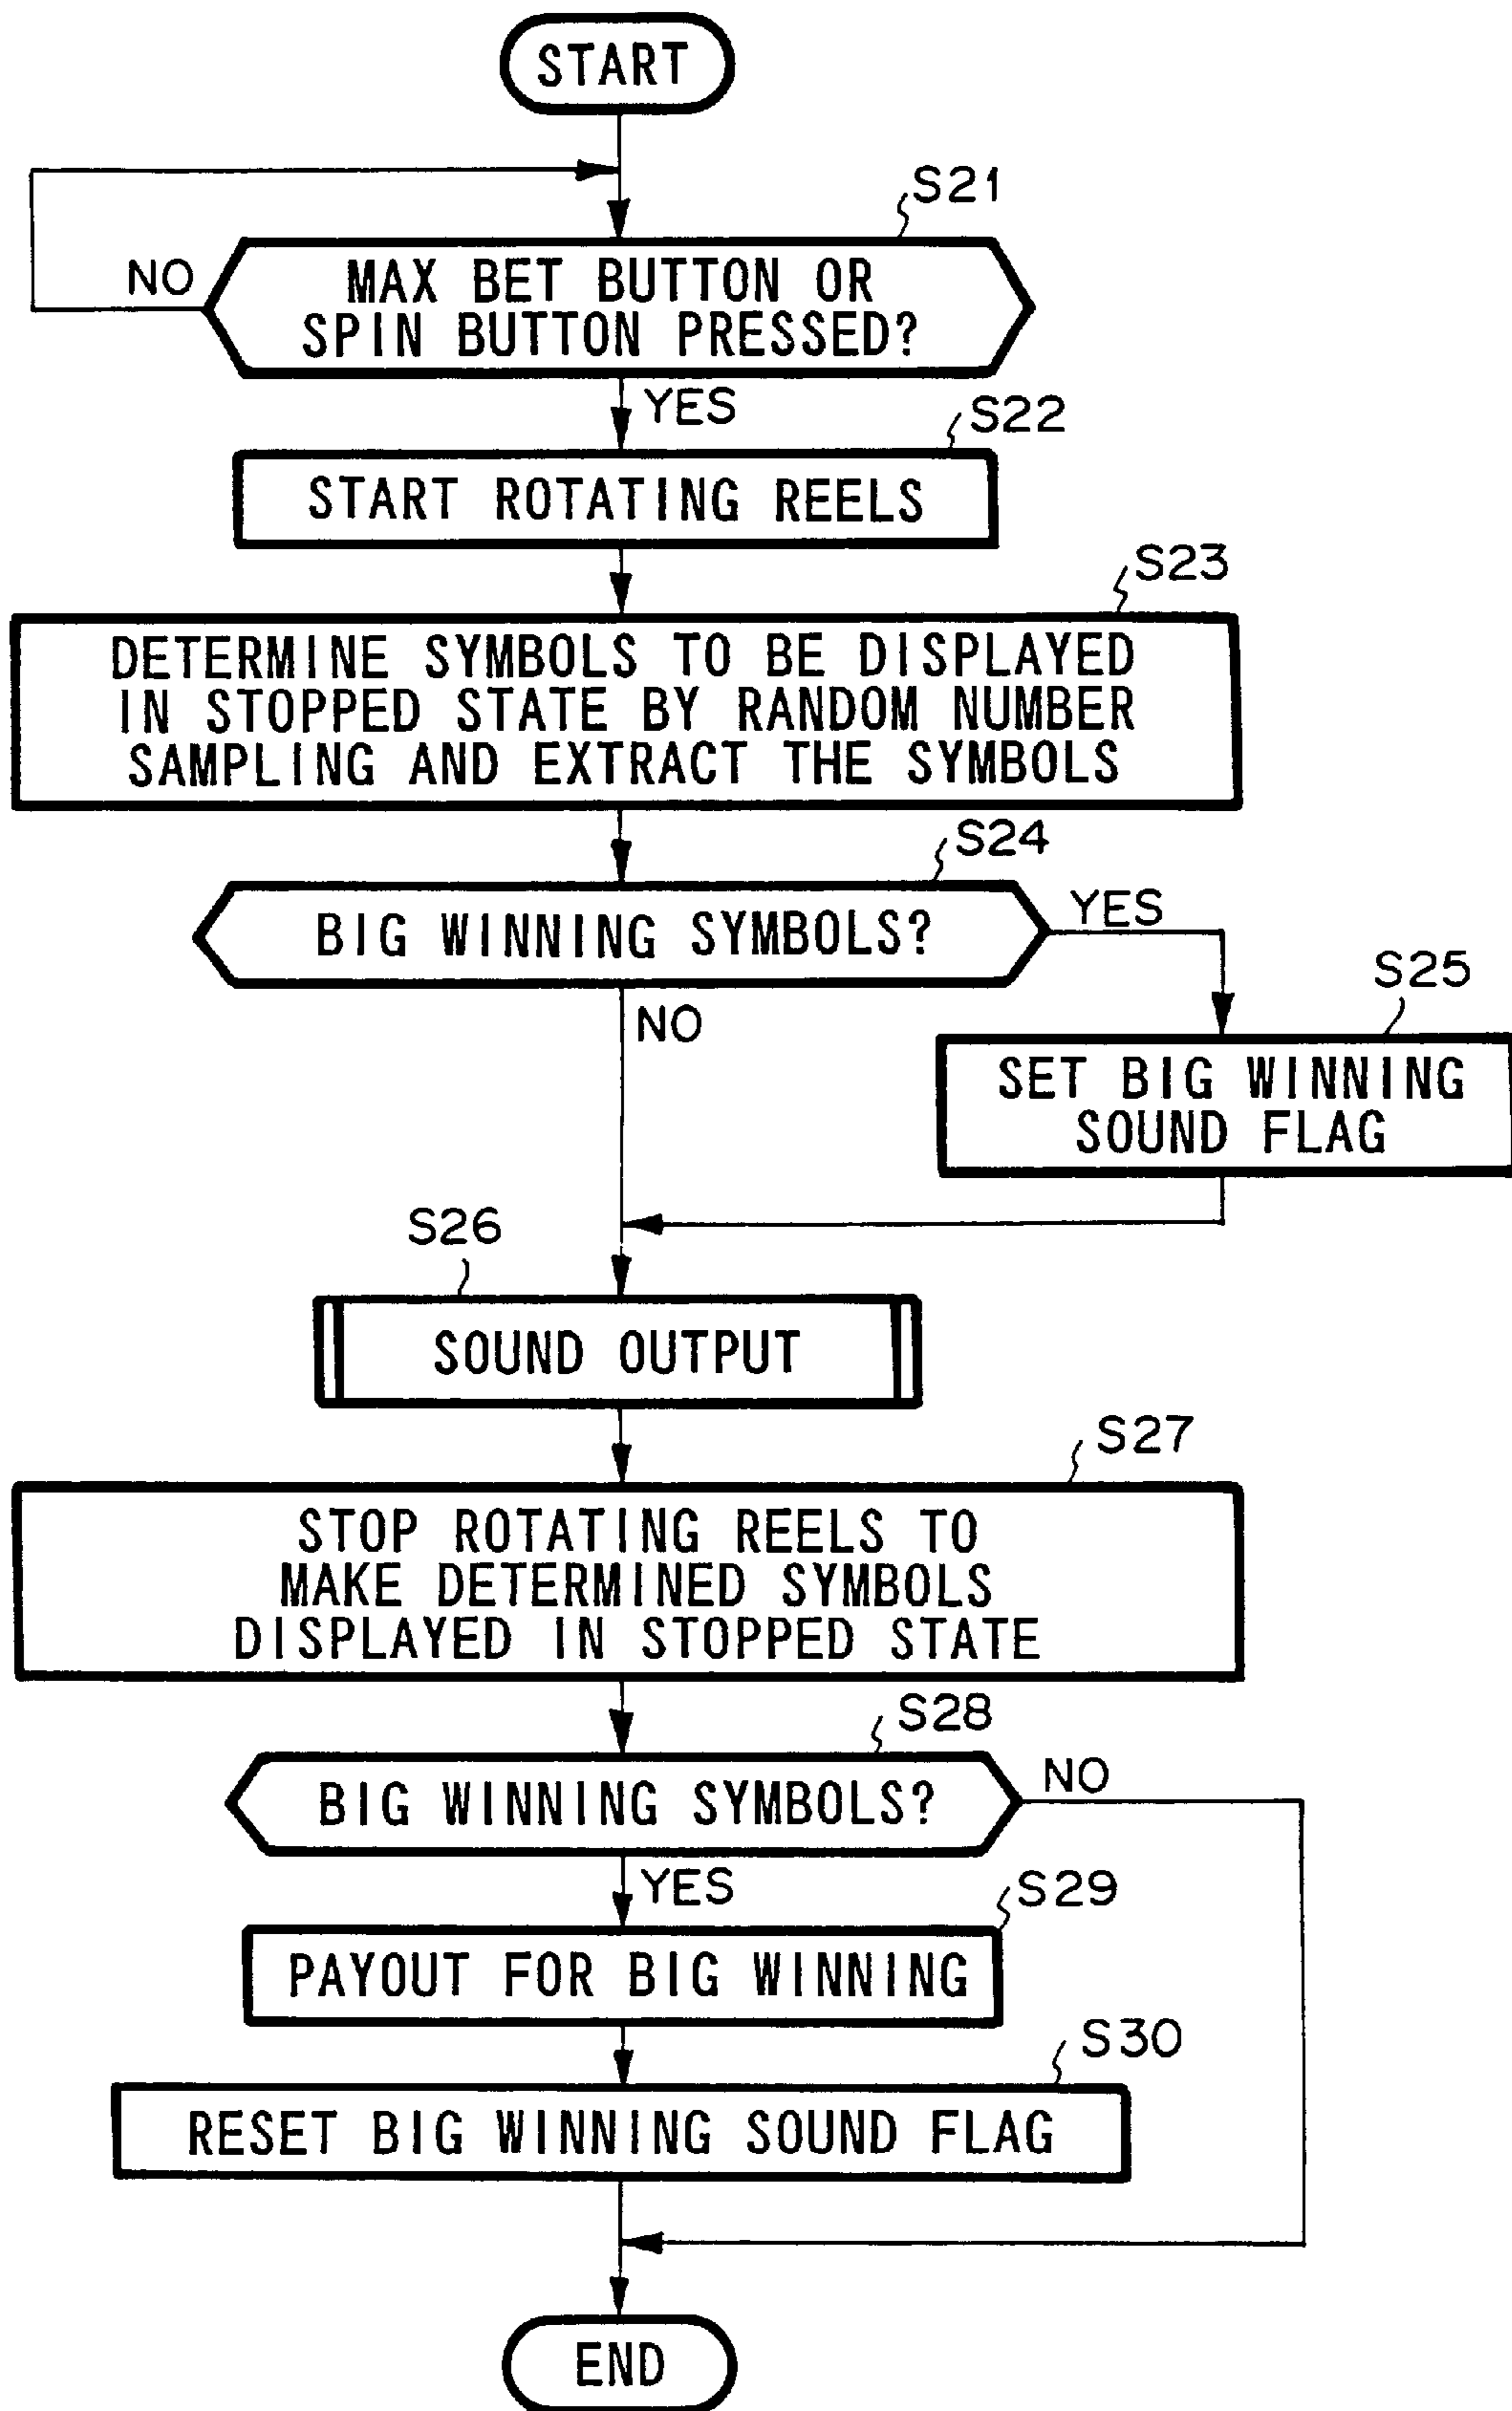 START
S21
NO
MAX BET BUTTON OR
SPIN BUTTON PRESSED?
YES
S22
START ROTATING REELS
S23
DETERMINE SYMBOLS TO BE DISPLAYED
IN STOPPED STATE BY RANDOM NUMBER
SAMPLING AND EXTRACT THE SYMBOLS
S24
BIG WINNING SYMBOLS?
YES
NO
S25
SET BIG WINNING
SOUND FLAG
S26
SOUND OUTPUT
S27
STOP ROTATING REELS TO
MAKE DETERMINED SYMBOLS
DISPLAYED IN STOPPED STATE
S28
BIG WINNING SYMBOLS?
NO
YES
S29
PAYOUT FOR BIG WINNING
S30
RESET BIG WINNING SOUND FLAG
END